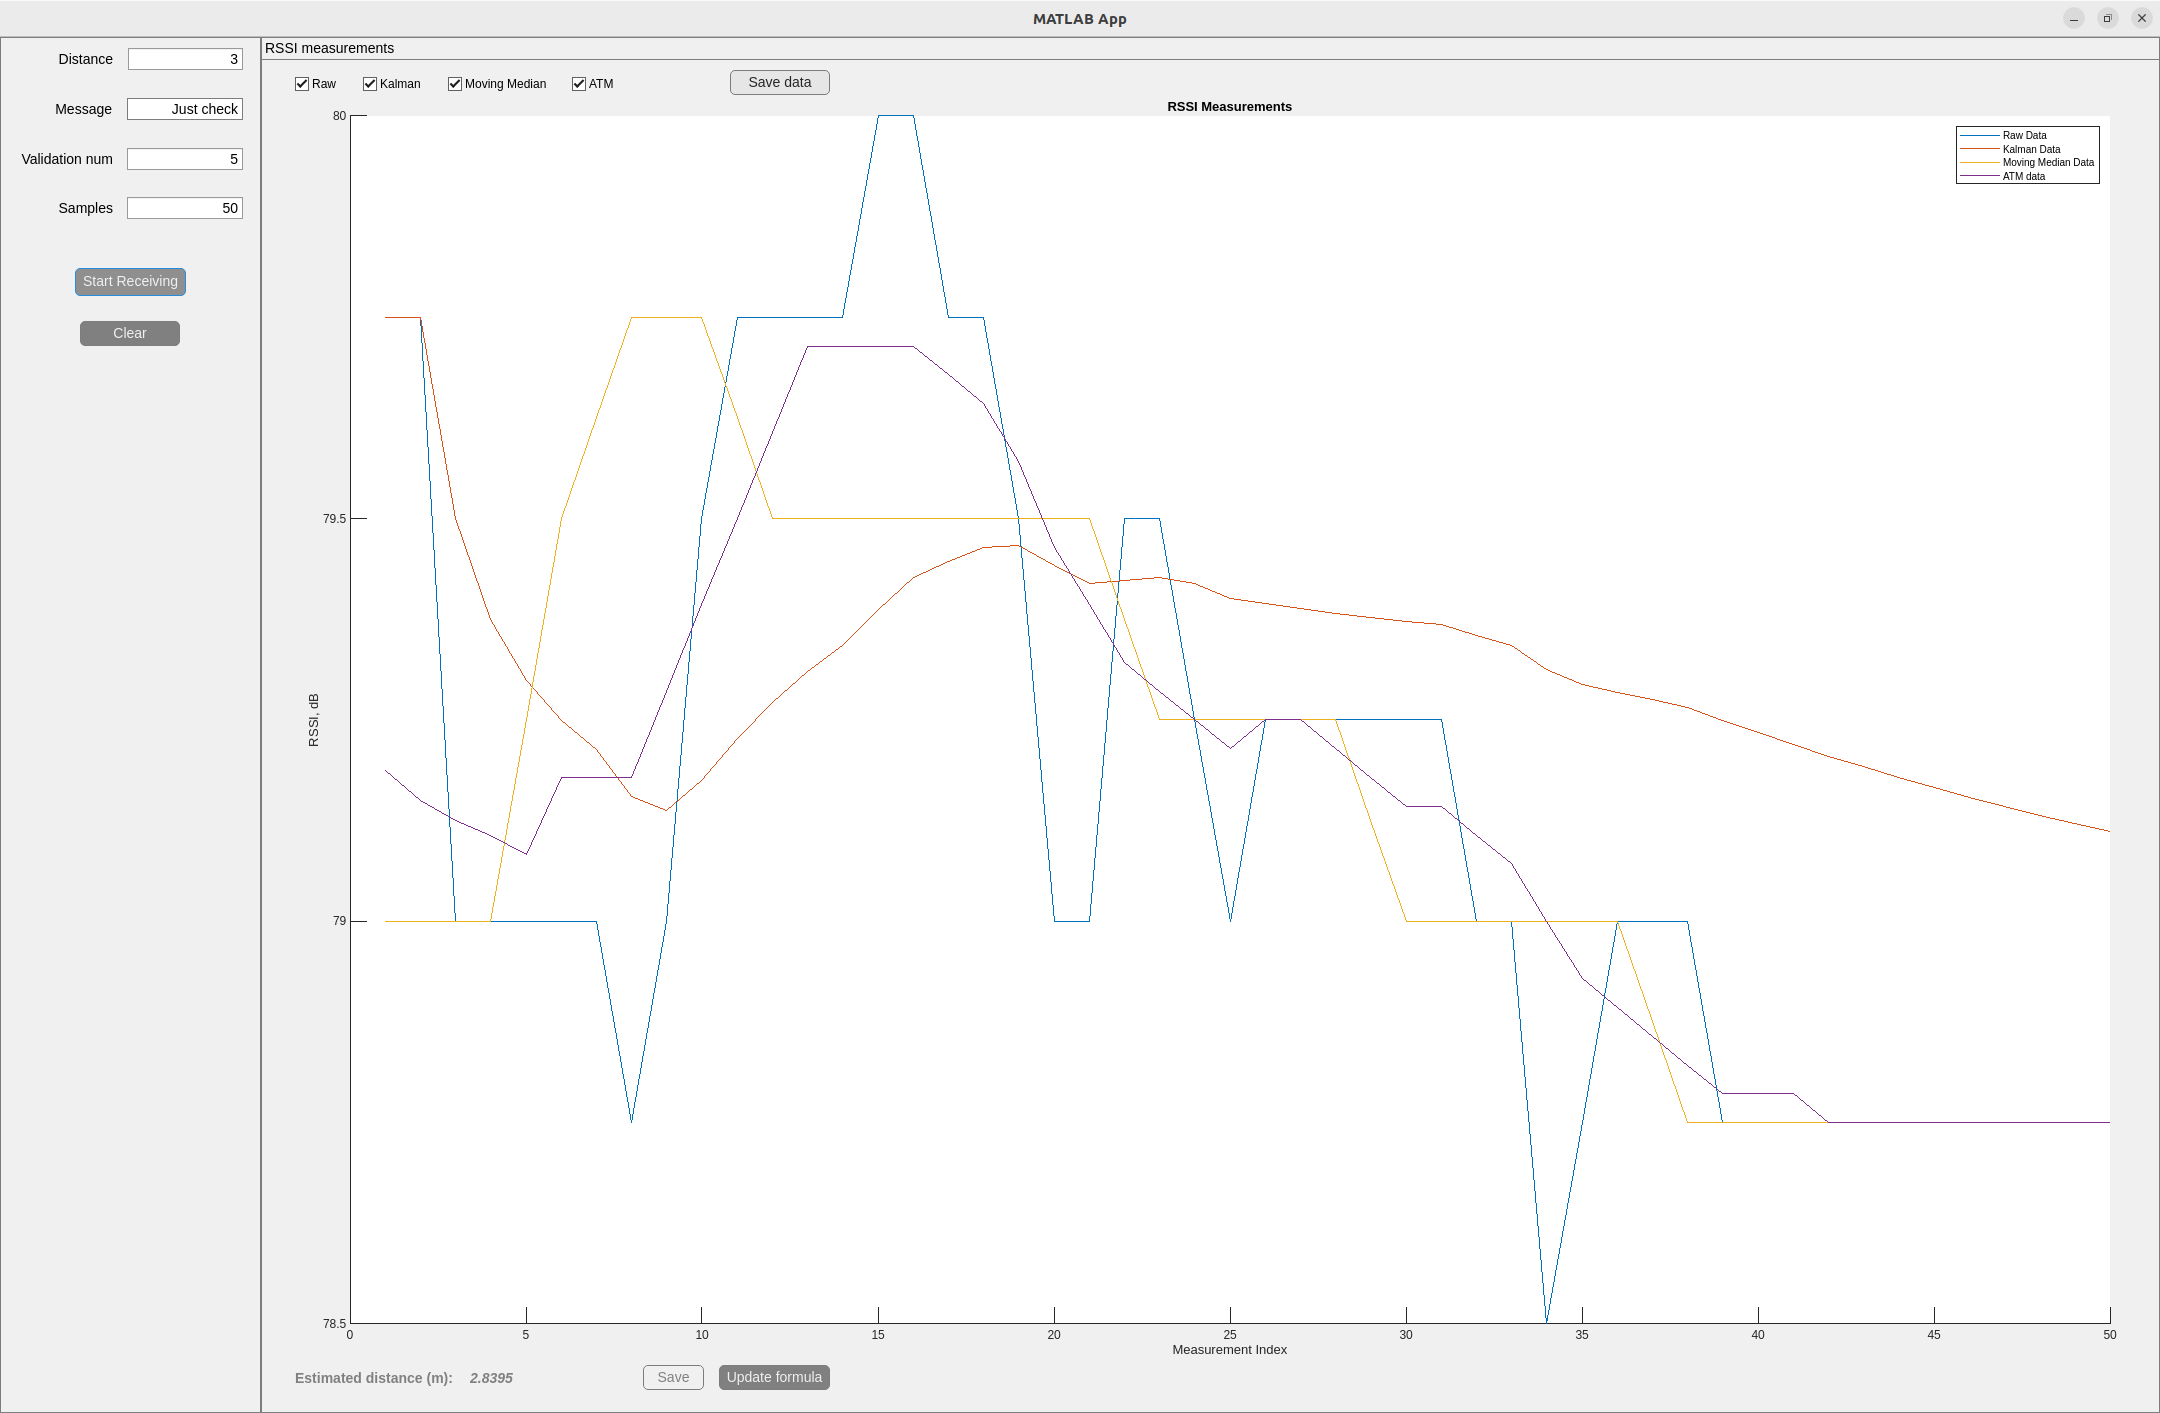 MATLAB App
Distance 3
Message Just check
Validation num 5
Samples 50
Start Receiving
Clear
RSSI measurements
Raw Kalman Moving Median ATM Save data
RSSI Measurements
Raw Data
Kalman Data
Moving Median Data
ATM data
80
79.5
79
78.5
RSSI, dB
0 5 10 15 20 25 30 35 40 45 50
Measurement Index
Estimated distance (m): 2.8395 Save Update formula